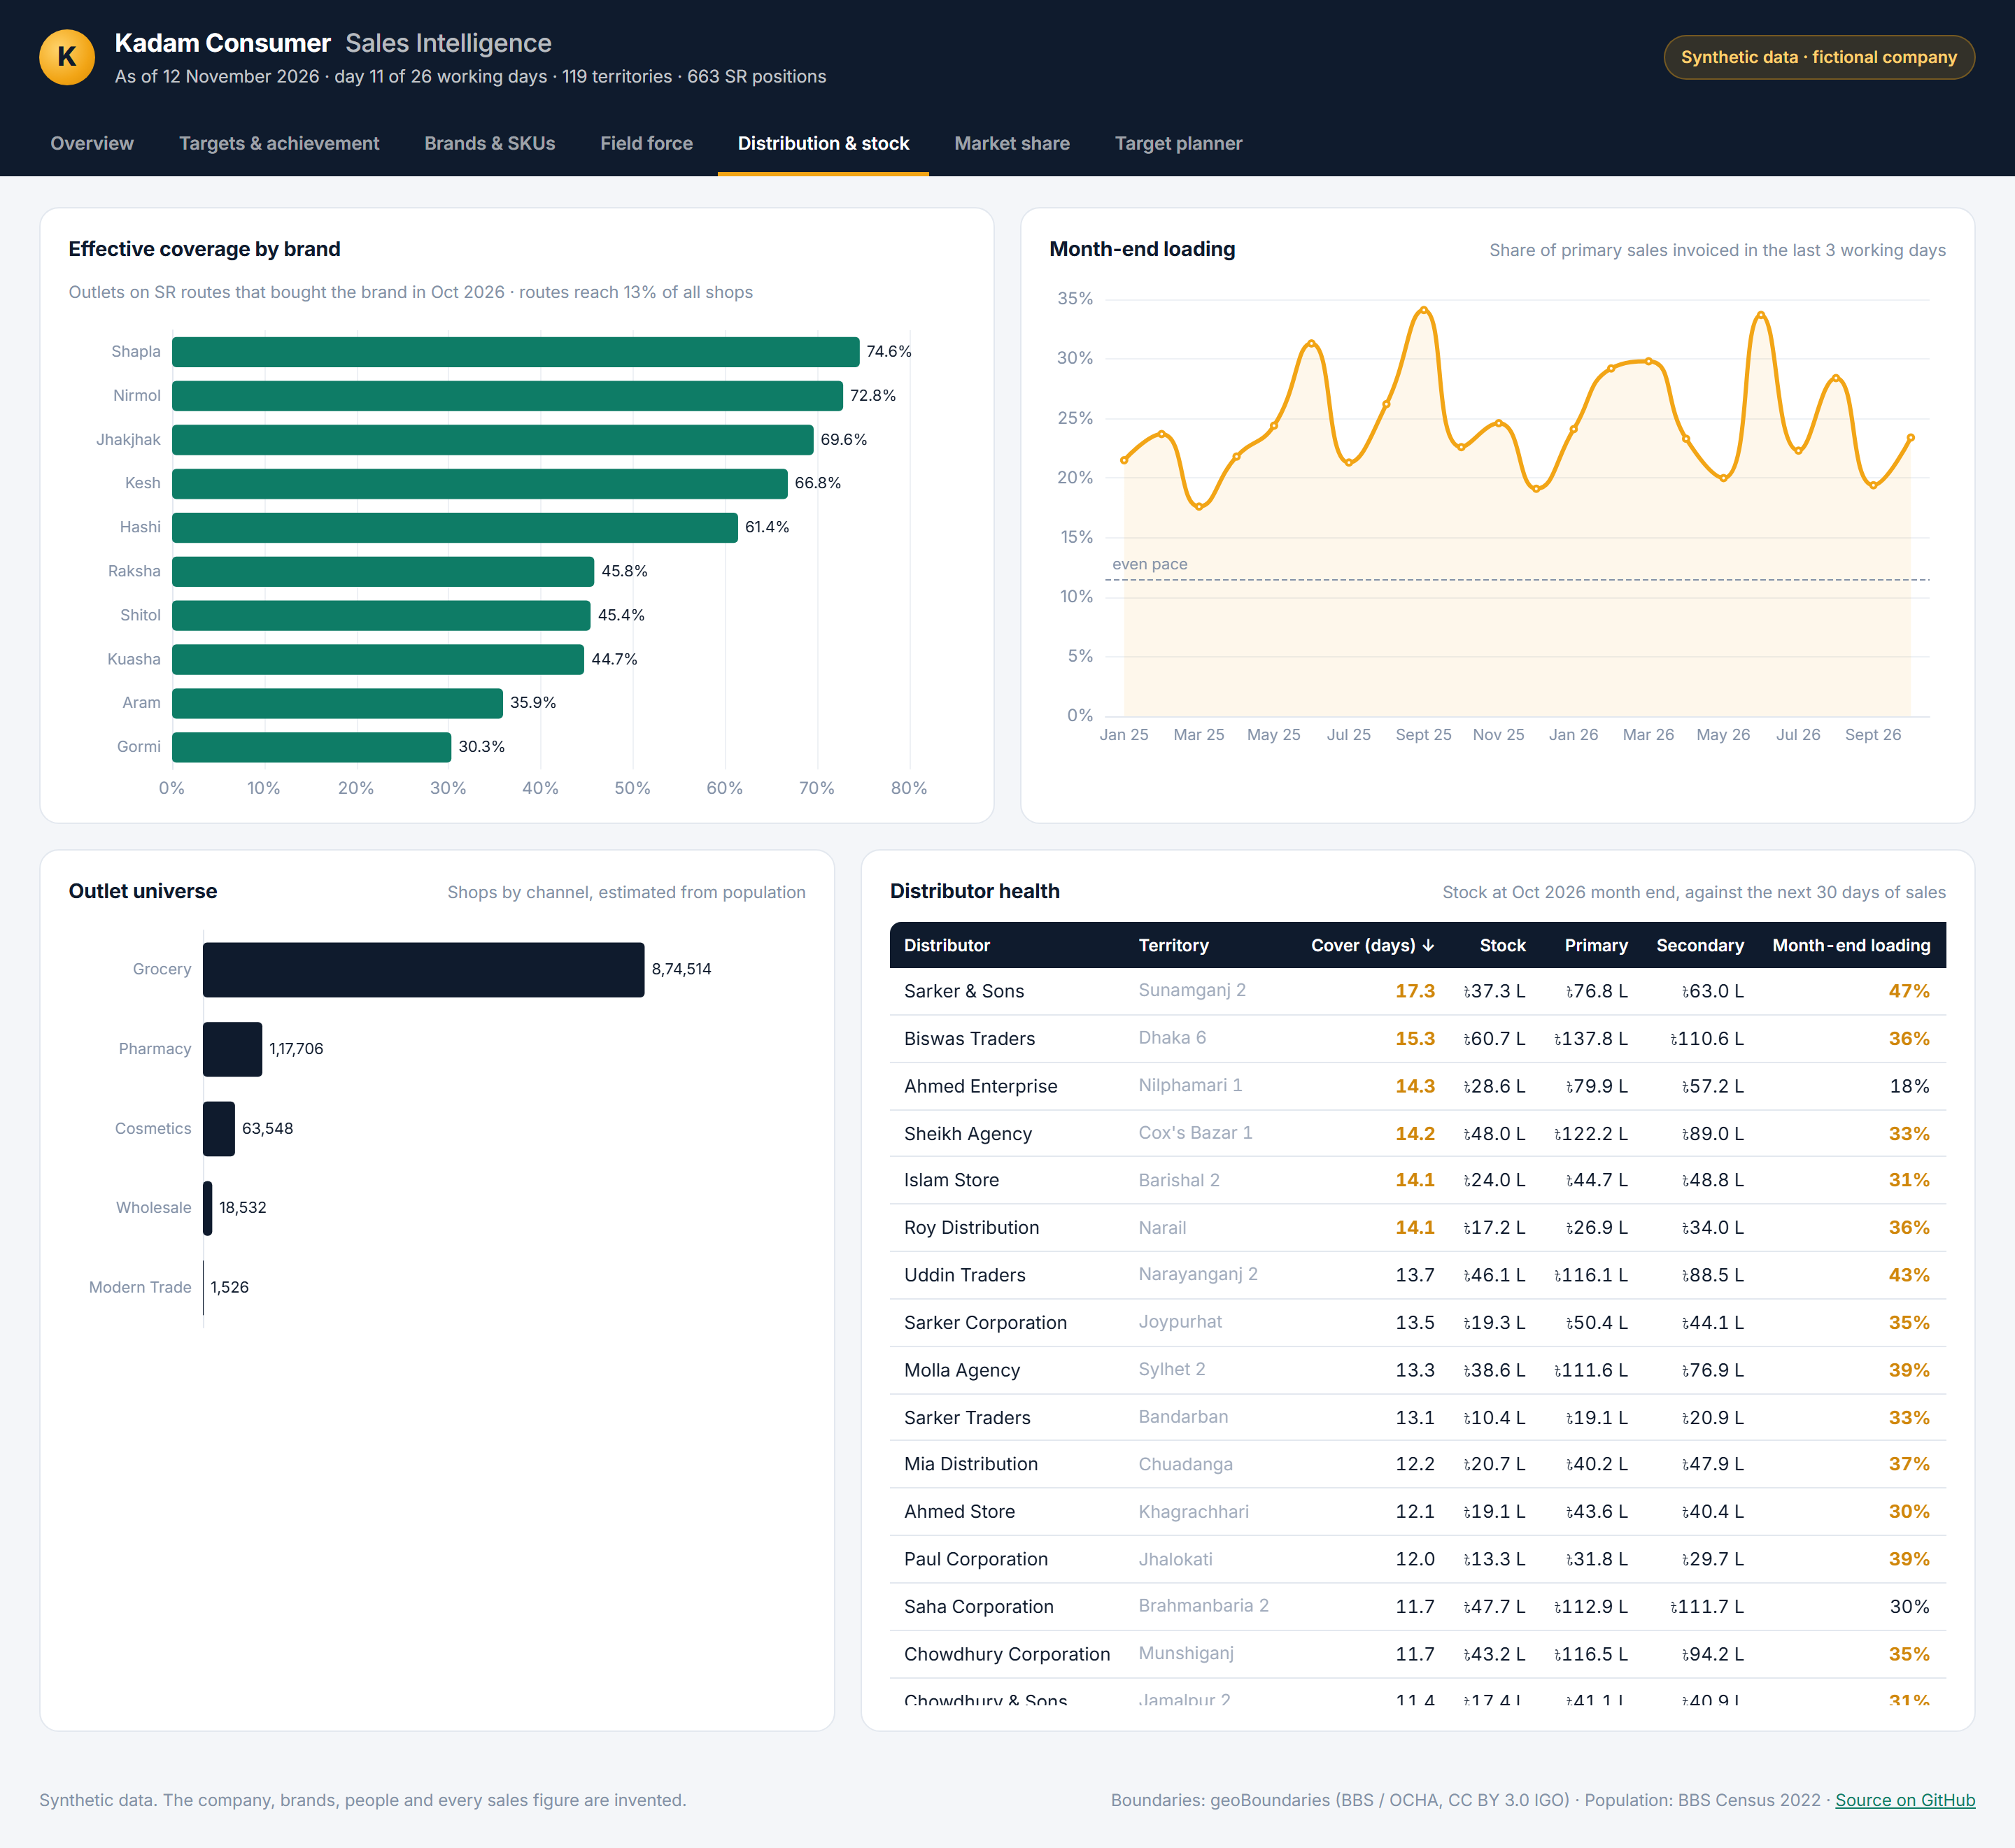 K
Kadam Consumer Sales Intelligence
As of 12 November 2026 · day 11 of 26 working days · 119 territories · 663 SR positions
Synthetic data · fictional company
Overview Targets & achievement Brands & SKUs Field force Distribution & stock Market share Target planner
Effective coverage by brand
Outlets on SR routes that bought the brand in Oct 2026 · routes reach 13% of all shops
Shapla 74.6%
Nirmol 72.8%
Jhakjhak 69.6%
Kesh 66.8%
Hashi 61.4%
Raksha 45.8%
Shitol 45.4%
Kuasha 44.7%
Aram 35.9%
Gormi 30.3%
0% 10% 20% 30% 40% 50% 60% 70% 80%
Month-end loading Share of primary sales invoiced in the last 3 working days
35%
30%
25%
20%
15%
even pace
10%
5%
0%
Jan 25 Mar 25 May 25 Jul 25 Sept 25 Nov 25 Jan 26 Mar 26 May 26 Jul 26 Sept 26
Outlet universe Shops by channel, estimated from population
Grocery 8,74,514
Pharmacy 1,17,706
Cosmetics 63,548
Wholesale 18,532
Modern Trade 1,526
Distributor health Stock at Oct 2026 month end, against the next 30 days of sales
Distributor Territory Cover (days) ↓ Stock Primary Secondary Month-end loading
Sarker & Sons Sunamganj 2 17.3 ৳37.3 L ৳76.8 L ৳63.0 L 47%
Biswas Traders Dhaka 6 15.3 ৳60.7 L ৳137.8 L ৳110.6 L 36%
Ahmed Enterprise Nilphamari 1 14.3 ৳28.6 L ৳79.9 L ৳57.2 L 18%
Sheikh Agency Cox's Bazar 1 14.2 ৳48.0 L ৳122.2 L ৳89.0 L 33%
Islam Store Barishal 2 14.1 ৳24.0 L ৳44.7 L ৳48.8 L 31%
Roy Distribution Narail 14.1 ৳17.2 L ৳26.9 L ৳34.0 L 36%
Uddin Traders Narayanganj 2 13.7 ৳46.1 L ৳116.1 L ৳88.5 L 43%
Sarker Corporation Joypurhat 13.5 ৳19.3 L ৳50.4 L ৳44.1 L 35%
Molla Agency Sylhet 2 13.3 ৳38.6 L ৳111.6 L ৳76.9 L 39%
Sarker Traders Bandarban 13.1 ৳10.4 L ৳19.1 L ৳20.9 L 33%
Mia Distribution Chuadanga 12.2 ৳20.7 L ৳40.2 L ৳47.9 L 37%
Ahmed Store Khagrachhari 12.1 ৳19.1 L ৳43.6 L ৳40.4 L 30%
Paul Corporation Jhalokati 12.0 ৳13.3 L ৳31.8 L ৳29.7 L 39%
Saha Corporation Brahmanbaria 2 11.7 ৳47.7 L ৳112.9 L ৳111.7 L 30%
Chowdhury Corporation Munshiganj 11.7 ৳43.2 L ৳116.5 L ৳94.2 L 35%
Chowdhury & Sons Jamalpur 2 11.4 ৳17.4 L ৳41.1 L ৳40.9 L 31%
Synthetic data. The company, brands, people and every sales figure are invented.
Boundaries: geoBoundaries (BBS / OCHA, CC BY 3.0 IGO) · Population: BBS Census 2022 · Source on GitHub